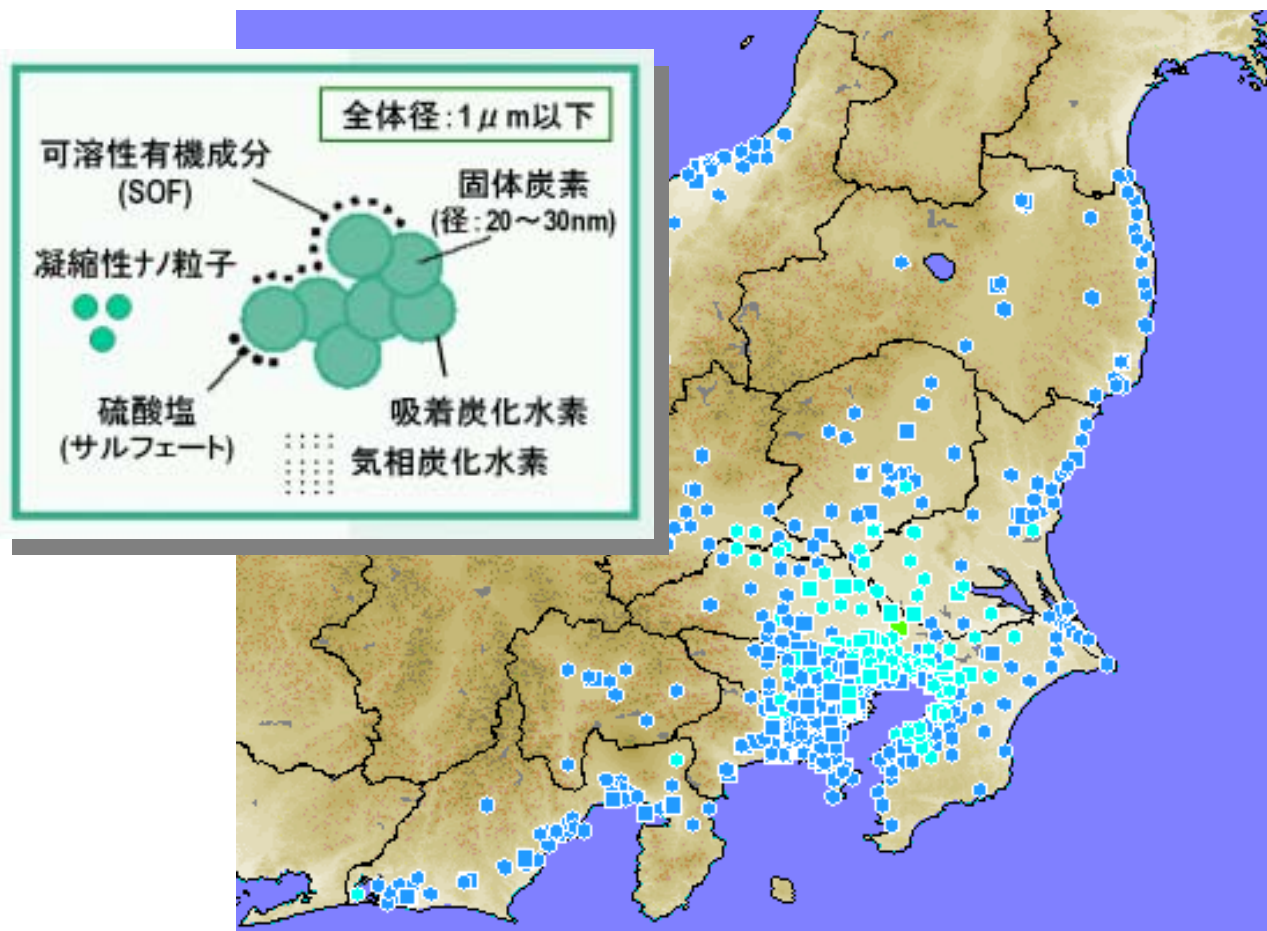 全体径:1μm以下
可溶性有機成分
(SOF)
固体炭素
(径:20～30nm)
凝縮性ナノ粒子
硫酸塩
(サルフェート)
吸着炭化水素
気相炭化水素